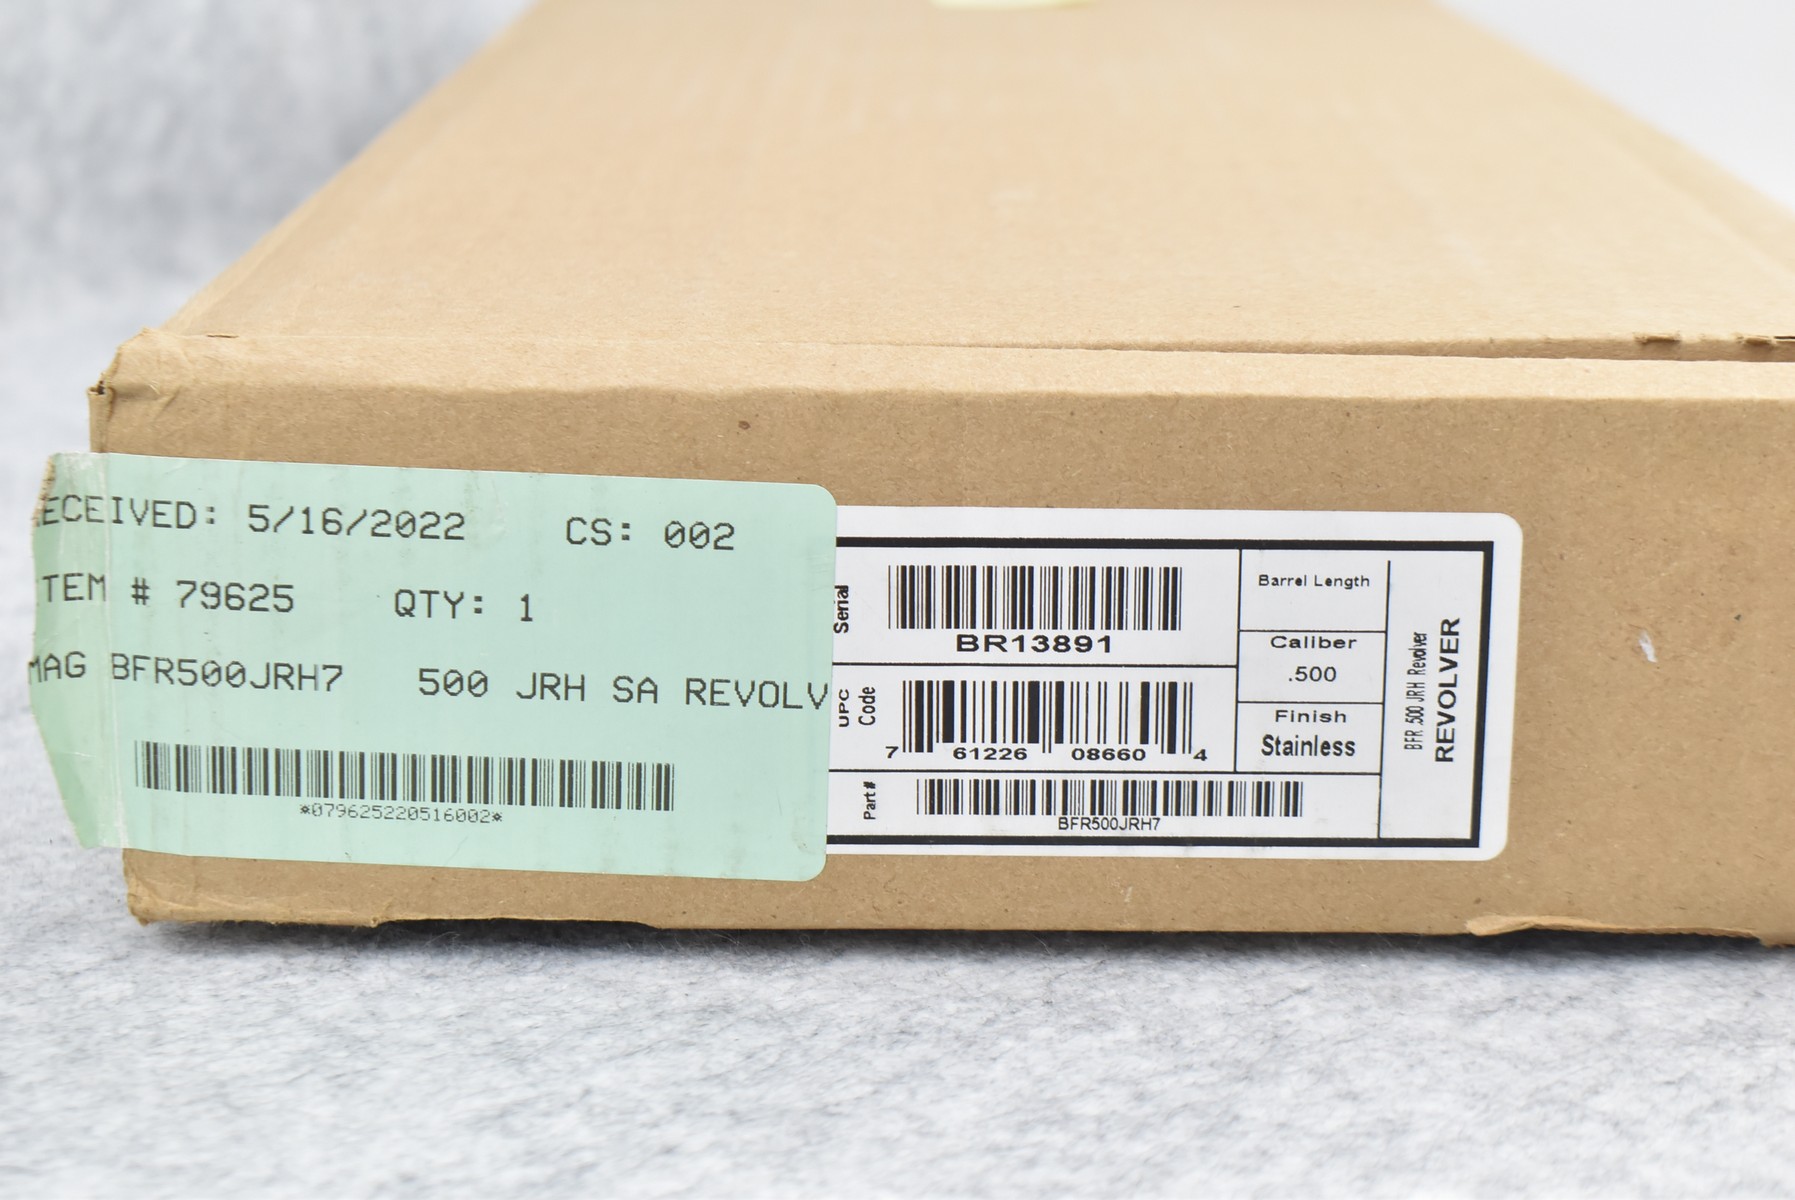 ECEIVED: 5/16/2022 CS: 002
TEM # 79625 QTY: 1
MAG BFR500JRH7 500 JRH SA REVOLV
*079625220516002*
Serial
BR13891
UPC
Code
7 61226 08660 4
Part#
BFR500JRH7
Barrel Length
Caliber
.500
Finish
Stainless
BFR .500 JRH Revolver
REVOLVER